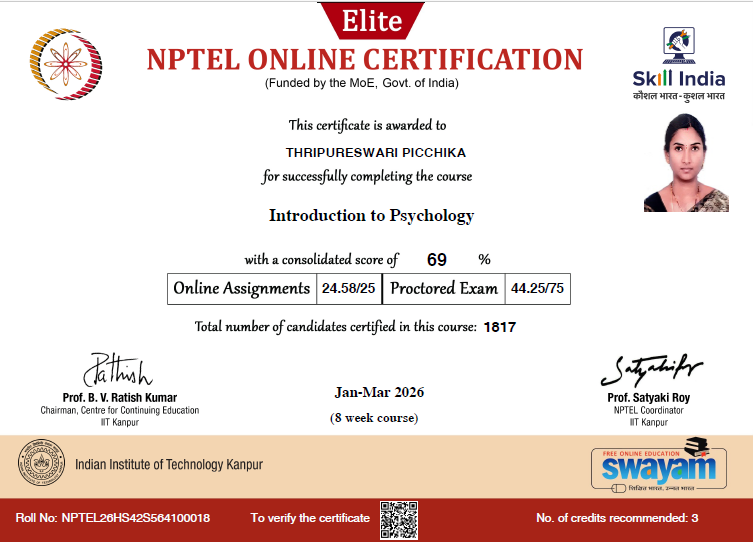 Elite
NPTEL ONLINE CERTIFICATION
(Funded by the MoE, Govt. of India)
Skill India
कौशल भारत - कुशल भारत
This certificate is awarded to
THRIPURESWARI PICCHIKA
for successfully completing the course
Introduction to Psychology
with a consolidated score of 69 %
Online Assignments 24.58/25 Proctored Exam 44.25/75
Total number of candidates certified in this course: 1817
Prof. B. V. Ratish Kumar
Chairman, Centre for Continuing Education
IIT Kanpur
Jan-Mar 2026
(8 week course)
Prof. Satyaki Roy
NPTEL Coordinator
IIT Kanpur
Indian Institute of Technology Kanpur
FREE ONLINE EDUCATION
swayam
शिक्षित भारत, उन्नत भारत
Roll No: NPTEL26HS42S564100018
To verify the certificate
No. of credits recommended: 3